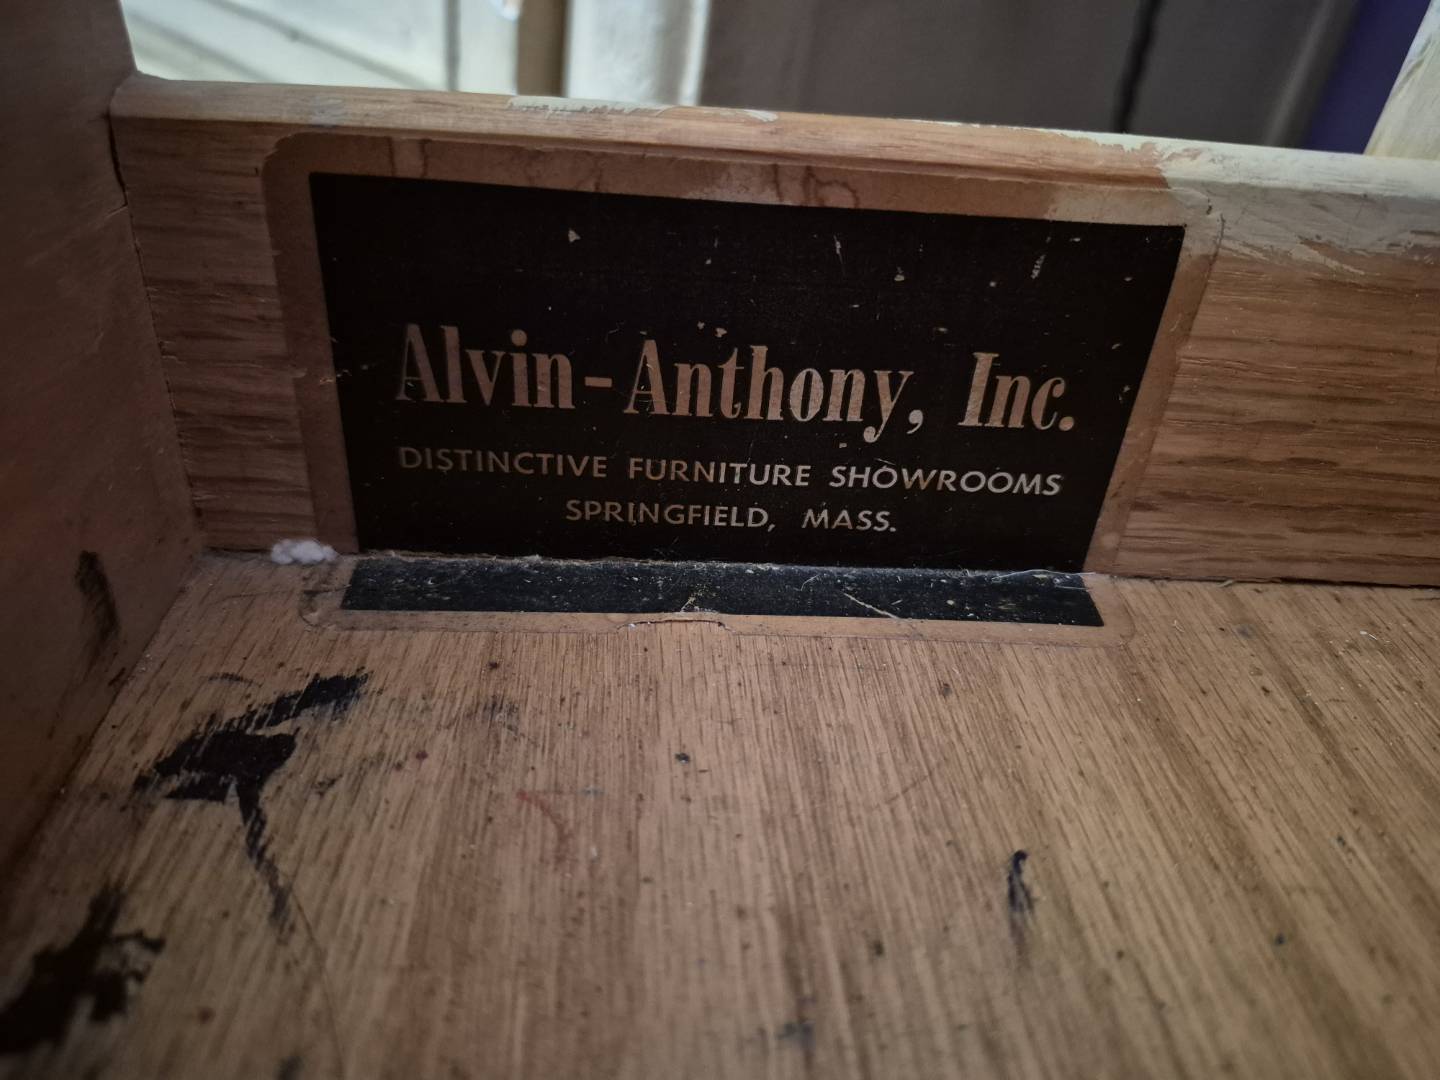 Alvin-Anthony, Inc.
DISTINCTIVE FURNITURE SHOWROOMS
SPRINGFIELD, MASS.